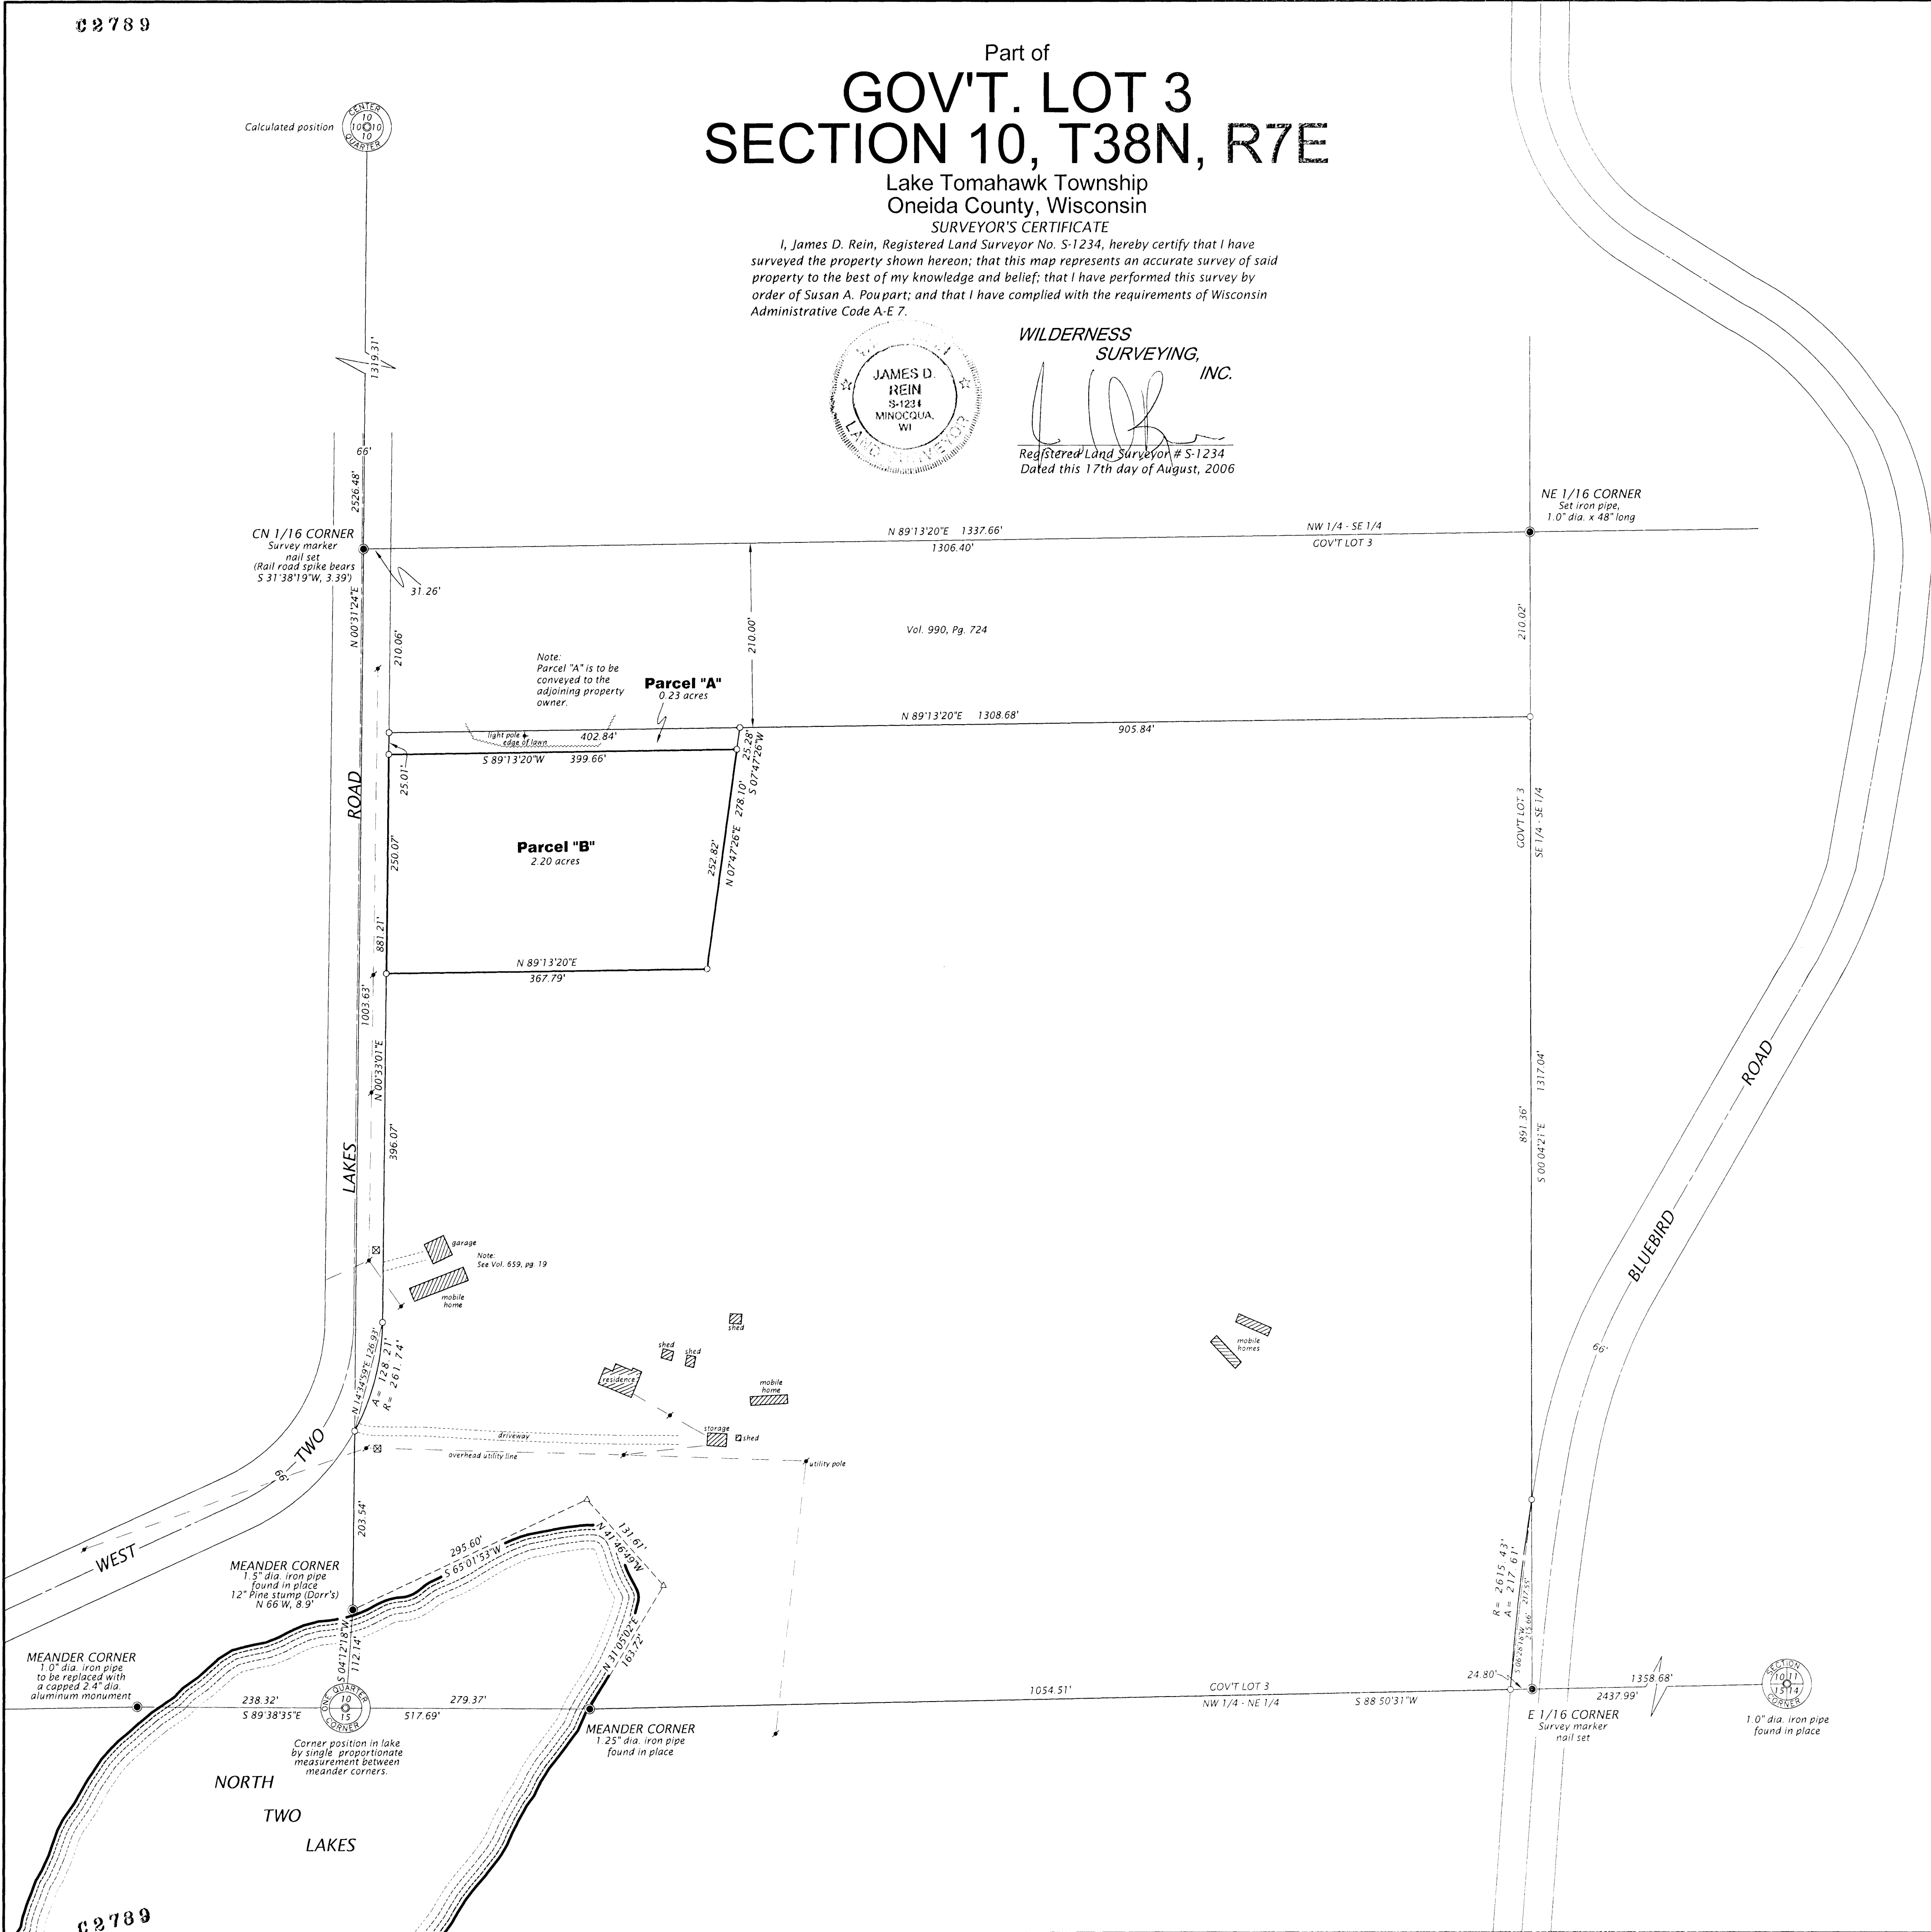 C2789
Part of
GOV'T. LOT 3
SECTION 10, T38N, R7E
Lake Tomahawk Township
Oneida County, Wisconsin
SURVEYOR'S CERTIFICATE
I, James D. Rein, Registered Land Surveyor No. S-1234, hereby certify that I have
surveyed the property shown hereon; that this map represents an accurate survey of said
property to the best of my knowledge and belief; that I have performed this survey by
order of Susan A. Poupart; and that I have complied with the requirements of Wisconsin
Administrative Code A-E 7.
WILDERNESS
SURVEYING,
INC.
JAMES D.
REIN
S-1234
MINOCQUA,
WI
LAND SURVEYOR
Registered Land Surveyor # S-1234
Dated this 17th day of August, 2006
Calculated position
CENTER
10
10 10
10
QUARTER
1319.31'
66'
2526.48'
CN 1/16 CORNER
Survey marker
nail set
(Rail road spike bears
S 31°38'19"W, 3.39')
31.26'
N 00°31'24"E
N 89°13'20"E 1337.66'
1306.40'
NW 1/4 - SE 1/4
GOV'T LOT 3
NE 1/16 CORNER
Set iron pipe,
1.0" dia. x 48" long
210.06'
210.00'
Vol. 990, Pg. 724
210.02'
Note:
Parcel "A" is to be
conveyed to the
adjoining property
owner.
Parcel "A"
0.23 acres
light pole
edge of lawn
402.84'
N 89°13'20"E 1308.68'
905.84'
25.28'
S 07°47'26"W
S 89°13'20"W 399.66'
25.01'
ROAD
250.07'
Parcel "B"
2.20 acres
252.82'
N 07°47'26"E 278.10'
GOV'T LOT 3
SE 1/4 - SE 1/4
881.21'
N 89°13'20"E
367.79'
1003.63'
N 00°33'01"E
396.07'
LAKES
891.36'
S 00°04'21"E 1317.04'
ROAD
BLUEBIRD
66'
garage
Note:
See Vol. 659, pg. 19
mobile
home
N 14°34'59"E 126.93'
A = 128.21'
R = 261.74'
shed
shed
shed
residence
mobile
home
mobile
homes
storage
shed
driveway
overhead utility line
utility pole
TWO
66'
WEST
203.54'
295.60'
S 65°01'53"W
131.61'
N 41°46'49"W
N 31°05'02"E
163.72'
MEANDER CORNER
1.5" dia. iron pipe
found in place
12" Pine stump (Dorr's)
N 66 W, 8.9'
S 04°12'18"W
112.14'
MEANDER CORNER
1.0" dia. iron pipe
to be replaced with
a capped 2.4" dia.
aluminum monument
238.32'
S 89°38'35"E
ONE QUARTER
10
15
CORNER
279.37'
517.69'
Corner position in lake
by single proportionate
measurement between
meander corners.
MEANDER CORNER
1.25" dia. iron pipe
found in place
1054.51'
GOV'T LOT 3
NW 1/4 - NE 1/4
S 88°50'31"W
R = 2615.43'
A = 217.61'
S 06°26'18"W 217.55'
215.66'
24.80'
E 1/16 CORNER
Survey marker
nail set
1358.68'
2437.99'
SECTION
10 11
15 14
CORNER
1.0" dia. iron pipe
found in place
NORTH
TWO
LAKES
C2789